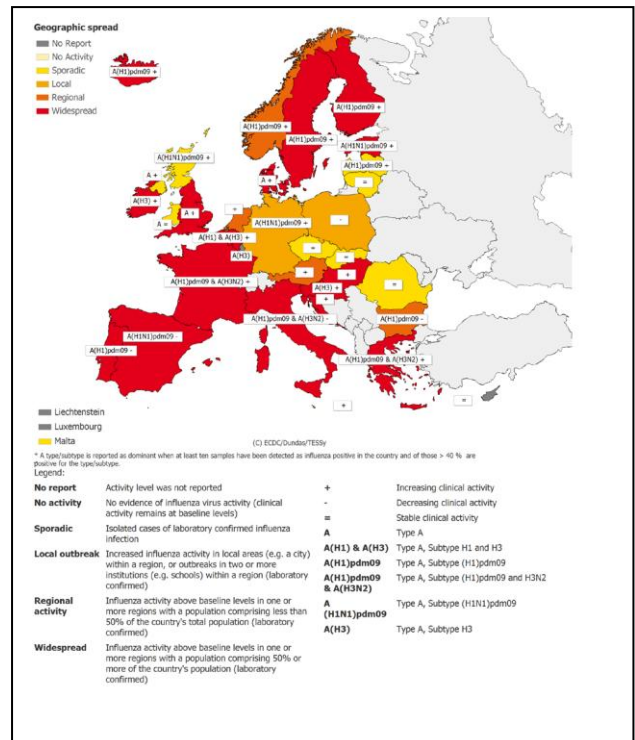 Geographic spread
No Report
No Activity
Sporadic
Local
Regional
Widespread
A(H1)pdm09 +
A(H1)pdm09 +
A(H1)pdm09 +
A(H1)pdm09 +
A(H1N1)pdm09 +
A(H1N1)pdm09 +
A(H1)pdm09 +
A +
A +
=
A(H3) +
A +
+
A =
A(H1N1)pdm09 +
-
A(H1) & A(H3) +
=
A(H3)
=
+
+
A(H1)pdm09 & A(H3N2) =
A(H3) +
=
+
A(H1)pdm09 & A(H3N2) -
A(H1)pdm09 -
A(H1N1)pdm09 -
A(H1)pdm09 -
A(H1)pdm09 & A(H3N2) +
+
=
Liechtenstein
Luxembourg
Malta
(C) ECDC/Dundas/TESSy
* A type/subtype is reported as dominant when at least ten samples have been detected as influenza positive in the country and of those > 40 % are
positive for the type/subtype.
Legend:
No report Activity level was not reported + Increasing clinical activity
No activity No evidence of influenza virus activity (clinical - Decreasing clinical activity
activity remains at baseline levels) = Stable clinical activity
Sporadic Isolated cases of laboratory confirmed influenza A Type A
infection A(H1) & A(H3) Type A, Subtype H1 and H3
Local outbreak Increased influenza activity in local areas (e.g. a city) A(H1)pdm09 Type A, Subtype (H1)pdm09
within a region, or outbreaks in two or more A(H1)pdm09 Type A, Subtype (H1)pdm09 and H3N2
institutions (e.g. schools) within a region (laboratory & A(H3N2)
confirmed)
Regional Influenza activity above baseline levels in one or A Type A, Subtype (H1N1)pdm09
activity more regions with a population comprising less than (H1N1)pdm09
50% of the country's total population (laboratory A(H3) Type A, Subtype H3
confirmed)
Widespread Influenza activity above baseline levels in one or
more regions with a population comprising 50% or
more of the country's population (laboratory
confirmed)